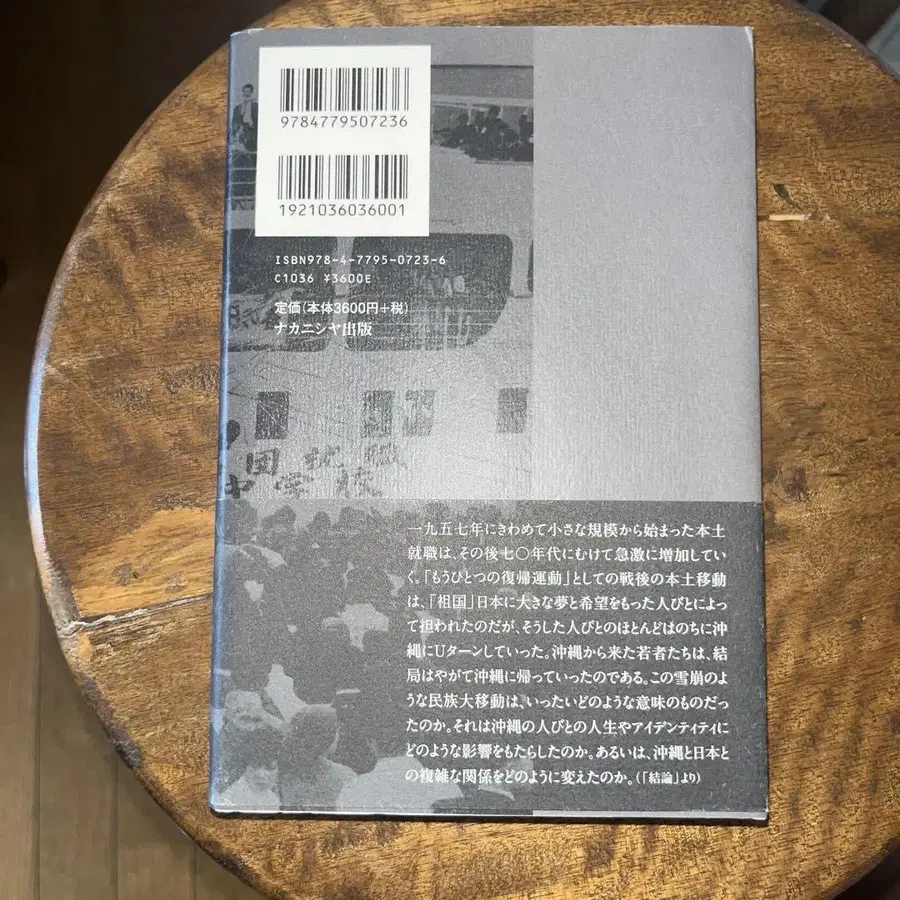 9784779507236
1921036036001
ISBN978-4-7795-0723-6
C1036 ¥3600E
定価(本体3600円+税)
ナカニシヤ出版
団就職
中学校
一九五七年にきわめて小さな規模から始まった本土
就職は、その後七〇年代にむけて急激に増加してい
く。「もうひとつの復帰運動」としての戦後の本土移動
は、「祖国」日本に大きな夢と希望をもった人びとによっ
て担われたのだが、そうした人びとのほとんどはのちに沖
縄にUターンしていった。沖縄から来た若者たちは、結
局はやがて沖縄に帰っていったのである。この雪崩のよ
うな民族大移動は、いったいどのような意味のものだっ
たのか。それは沖縄の人びとの人生やアイデンティティに
どのような影響をもたらしたのか。あるいは、沖縄と日本と
の複雑な関係をどのように変えたのか。(「結論」より)